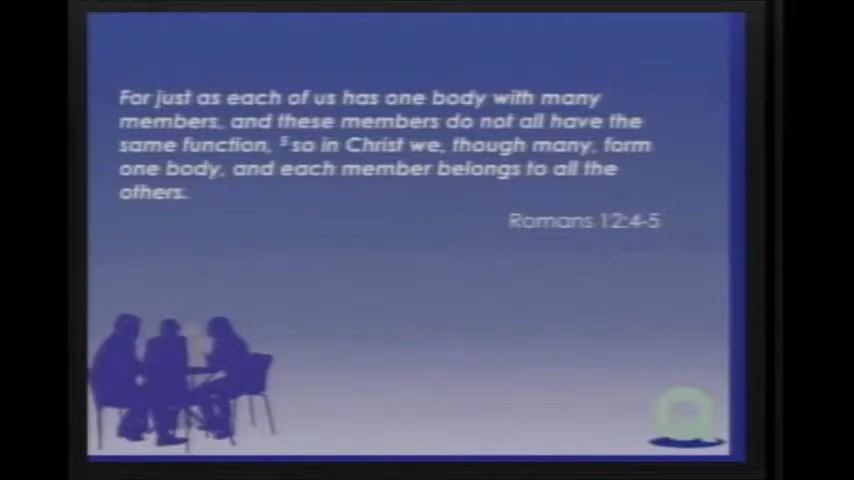 For just as each of us has one body with many
members, and these members do not all have the
same function, ⁵ so in Christ we, though many, form
one body, and each member belongs to all the
others.
Romans 12:4-5